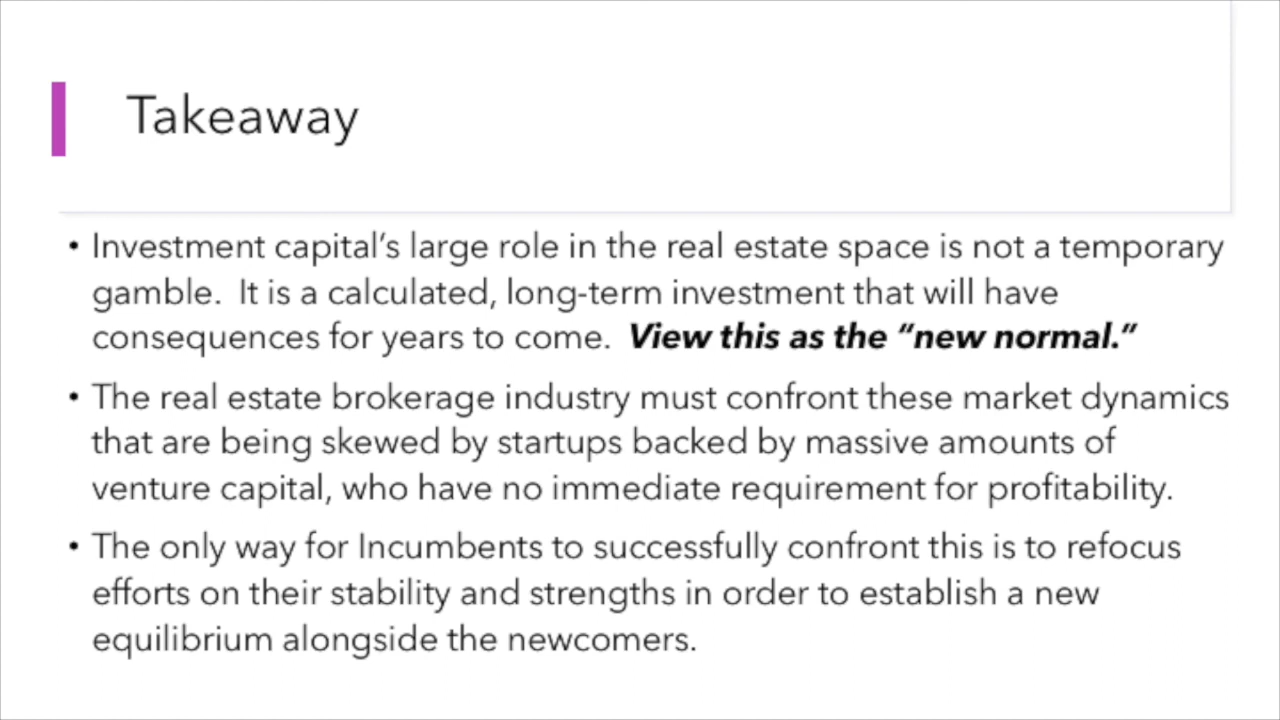 Takeaway
• Investment capital’s large role in the real estate space is not a temporary
gamble.  It is a calculated, long-term investment that will have
consequences for years to come.  View this as the “new normal.”
• The real estate brokerage industry must confront these market dynamics
that are being skewed by startups backed by massive amounts of
venture capital, who have no immediate requirement for profitability.
• The only way for Incumbents to successfully confront this is to refocus
efforts on their stability and strengths in order to establish a new
equilibrium alongside the newcomers.